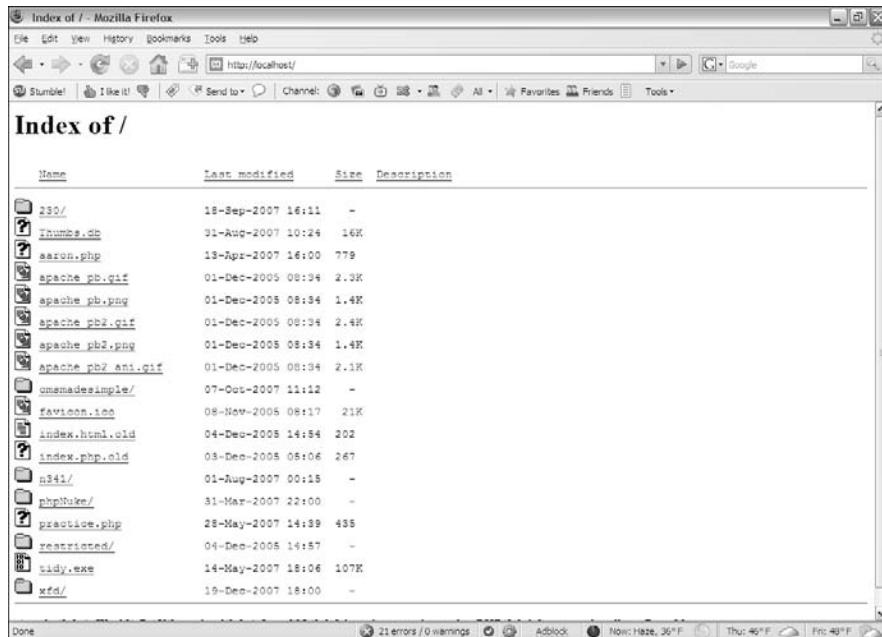 Index of / - Mozilla Firefox
File Edit View History Bookmarks Tools Help
http://localhost/ Google
Stumble! I like it! Send to Channel: All Favorites Friends Tools
Index of /
Name Last modified Size Description
230/ 18-Sep-2007 16:11 -
Thumbs.db 31-Aug-2007 10:24 16K
aaron.php 13-Apr-2007 16:00 779
apache_pb.gif 01-Dec-2005 08:34 2.3K
apache_pb.png 01-Dec-2005 08:34 1.4K
apache_pb2.gif 01-Dec-2005 08:34 2.4K
apache_pb2.png 01-Dec-2005 08:34 1.4K
apache_pb2_ani.gif 01-Dec-2005 08:34 2.1K
cmsmadesimple/ 07-Oct-2007 11:12 -
favicon.ico 08-Nov-2005 08:17 21K
index.html.old 04-Dec-2005 14:54 202
index.php.old 03-Dec-2005 05:06 267
n341/ 01-Aug-2007 00:15 -
phpNuke/ 31-Mar-2007 22:00 -
practice.php 28-May-2007 14:39 435
restricted/ 04-Dec-2005 14:57 -
tidy.exe 14-May-2007 18:06 107K
xfd/ 19-Dec-2007 18:00 -
Done 21 errors / 0 warnings Adblock Now: Haze, 36°F Thu: 46°F Fri: 48°F